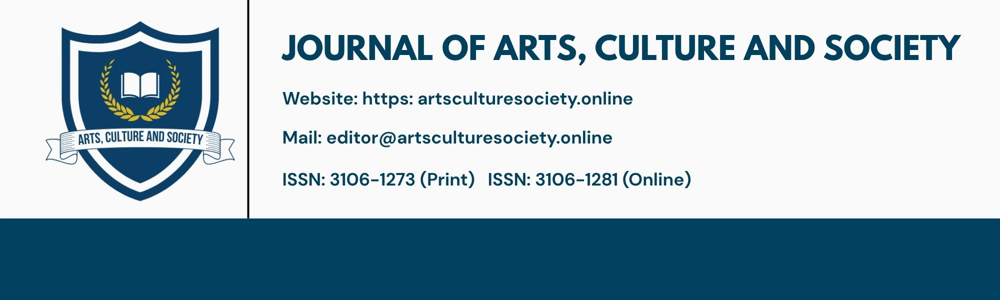 ARTS, CULTURE AND SOCIETY
JOURNAL OF ARTS, CULTURE AND SOCIETY
Website: https: artsculturesociety.online
Mail: editor@artsculturesociety.online
ISSN: 3106-1273 (Print) ISSN: 3106-1281 (Online)